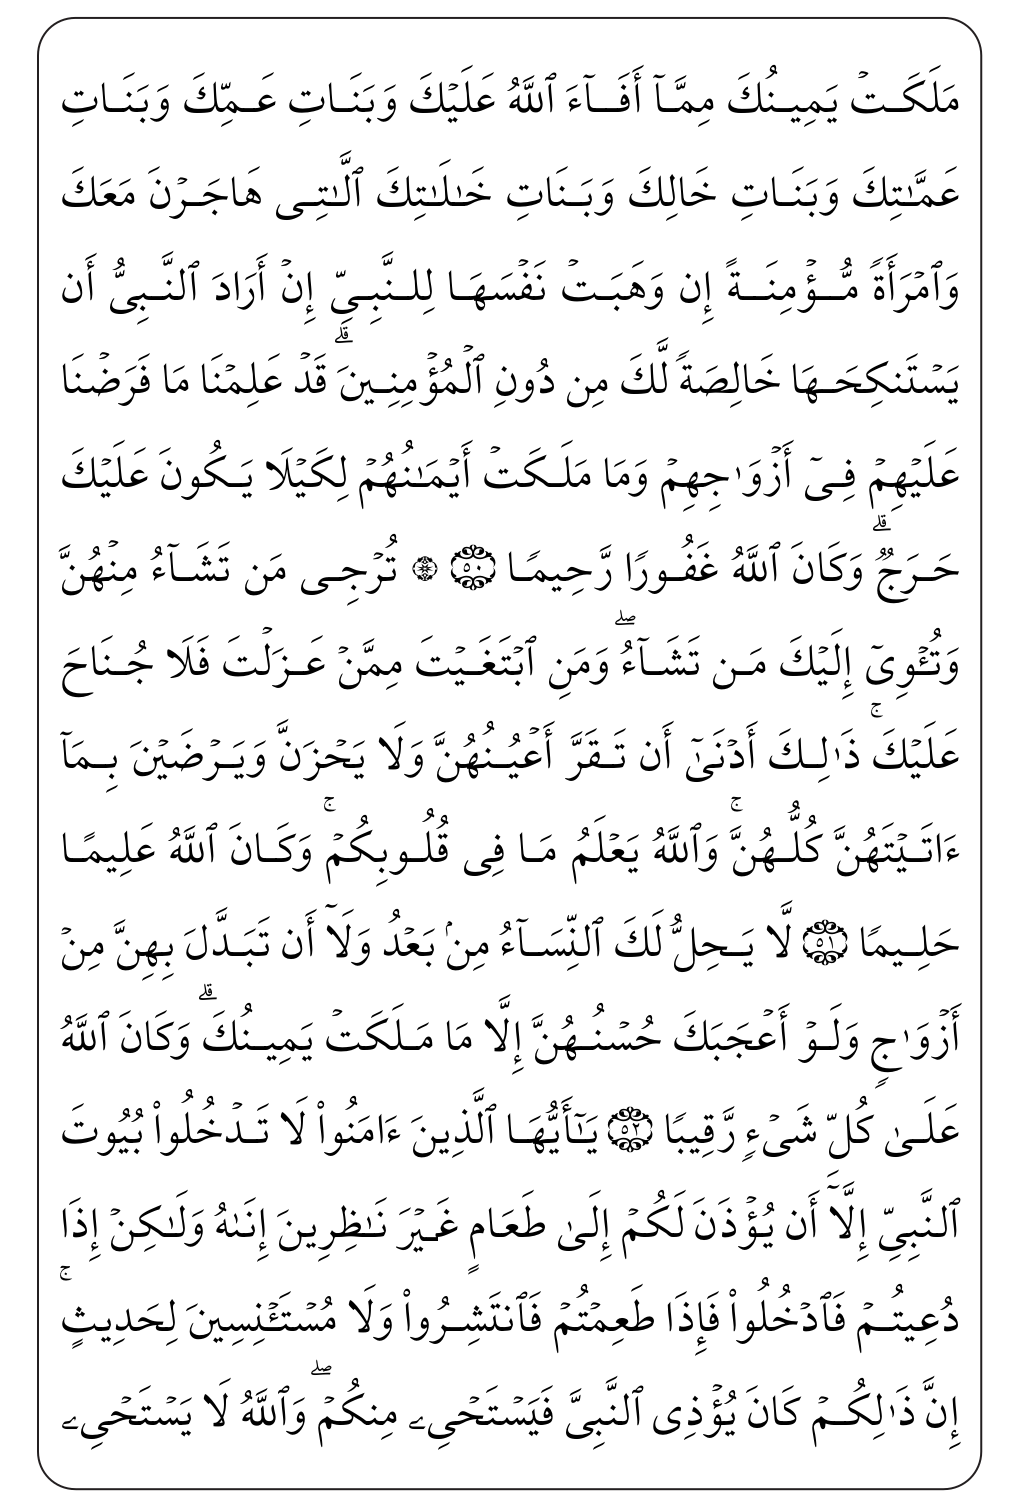 مَلَكَتۡ يَمِينُكَ مِمَّآ أَفَآءَ ٱللَّهُ عَلَيۡكَ وَبَنَاتِ عَمِّكَ وَبَنَاتِ
عَمَّٰتِكَ وَبَنَاتِ خَالِكَ وَبَنَاتِ خَٰلَٰتِكَ ٱلَّٰتِي هَاجَرۡنَ مَعَكَ
وَٱمۡرَأَةٗ مُّؤۡمِنَةً إِن وَهَبَتۡ نَفۡسَهَا لِلنَّبِيِّ إِنۡ أَرَادَ ٱلنَّبِيُّ أَن
يَسۡتَنكِحَهَا خَالِصَةٗ لَّكَ مِن دُونِ ٱلۡمُؤۡمِنِينَۗ قَدۡ عَلِمۡنَا مَا فَرَضۡنَا
عَلَيۡهِمۡ فِيٓ أَزۡوَٰجِهِمۡ وَمَا مَلَكَتۡ أَيۡمَٰنُهُمۡ لِكَيۡلَا يَكُونَ عَلَيۡكَ
حَرَجٞۗ وَكَانَ ٱللَّهُ غَفُورٗا رَّحِيمٗا ٥٠ ۞ تُرۡجِي مَن تَشَآءُ مِنۡهُنَّ
وَتُـٔۡوِيٓ إِلَيۡكَ مَن تَشَآءُۖ وَمَنِ ٱبۡتَغَيۡتَ مِمَّنۡ عَزَلۡتَ فَلَا جُنَاحَ
عَلَيۡكَۚ ذَٰلِكَ أَدۡنَىٰٓ أَن تَقَرَّ أَعۡيُنُهُنَّ وَلَا يَحۡزَنَّ وَيَرۡضَيۡنَ بِمَآ
ءَاتَيۡتَهُنَّ كُلُّهُنَّۚ وَٱللَّهُ يَعۡلَمُ مَا فِي قُلُوبِكُمۡۚ وَكَانَ ٱللَّهُ عَلِيمًا
حَلِيمٗا ٥١ لَّا يَحِلُّ لَكَ ٱلنِّسَآءُ مِنۢ بَعۡدُ وَلَآ أَن تَبَدَّلَ بِهِنَّ مِنۡ
أَزۡوَٰجٖ وَلَوۡ أَعۡجَبَكَ حُسۡنُهُنَّ إِلَّا مَا مَلَكَتۡ يَمِينُكَۗ وَكَانَ ٱللَّهُ
عَلَىٰ كُلِّ شَيۡءٖ رَّقِيبٗا ٥٢ يَٰٓأَيُّهَا ٱلَّذِينَ ءَامَنُواْ لَا تَدۡخُلُواْ بُيُوتَ
ٱلنَّبِيِّ إِلَّآ أَن يُؤۡذَنَ لَكُمۡ إِلَىٰ طَعَامٍ غَيۡرَ نَٰظِرِينَ إِنَىٰهُ وَلَٰكِنۡ إِذَا
دُعِيتُمۡ فَٱدۡخُلُواْ فَإِذَا طَعِمۡتُمۡ فَٱنتَشِرُواْ وَلَا مُسۡتَـٔۡنِسِينَ لِحَدِيثٍۚ
إِنَّ ذَٰلِكُمۡ كَانَ يُؤۡذِي ٱلنَّبِيَّ فَيَسۡتَحۡيِۦ مِنكُمۡۖ وَٱللَّهُ لَا يَسۡتَحۡيِۦ